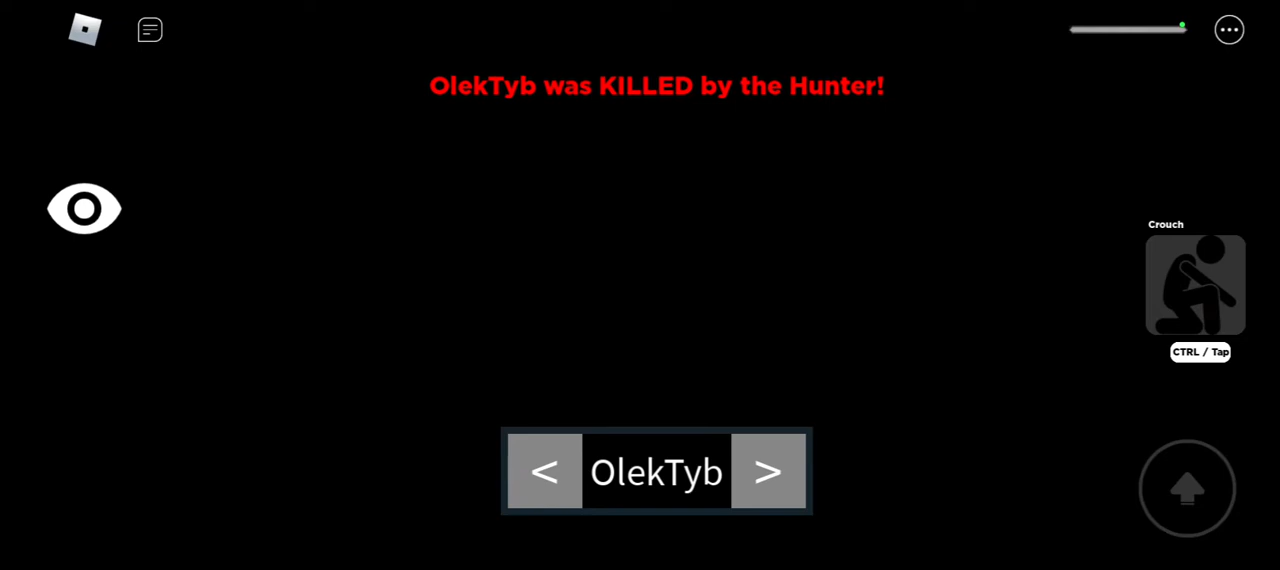 OlekTyb was KILLED by the Hunter!
Crouch
CTRL / Tap
< OlekTyb >